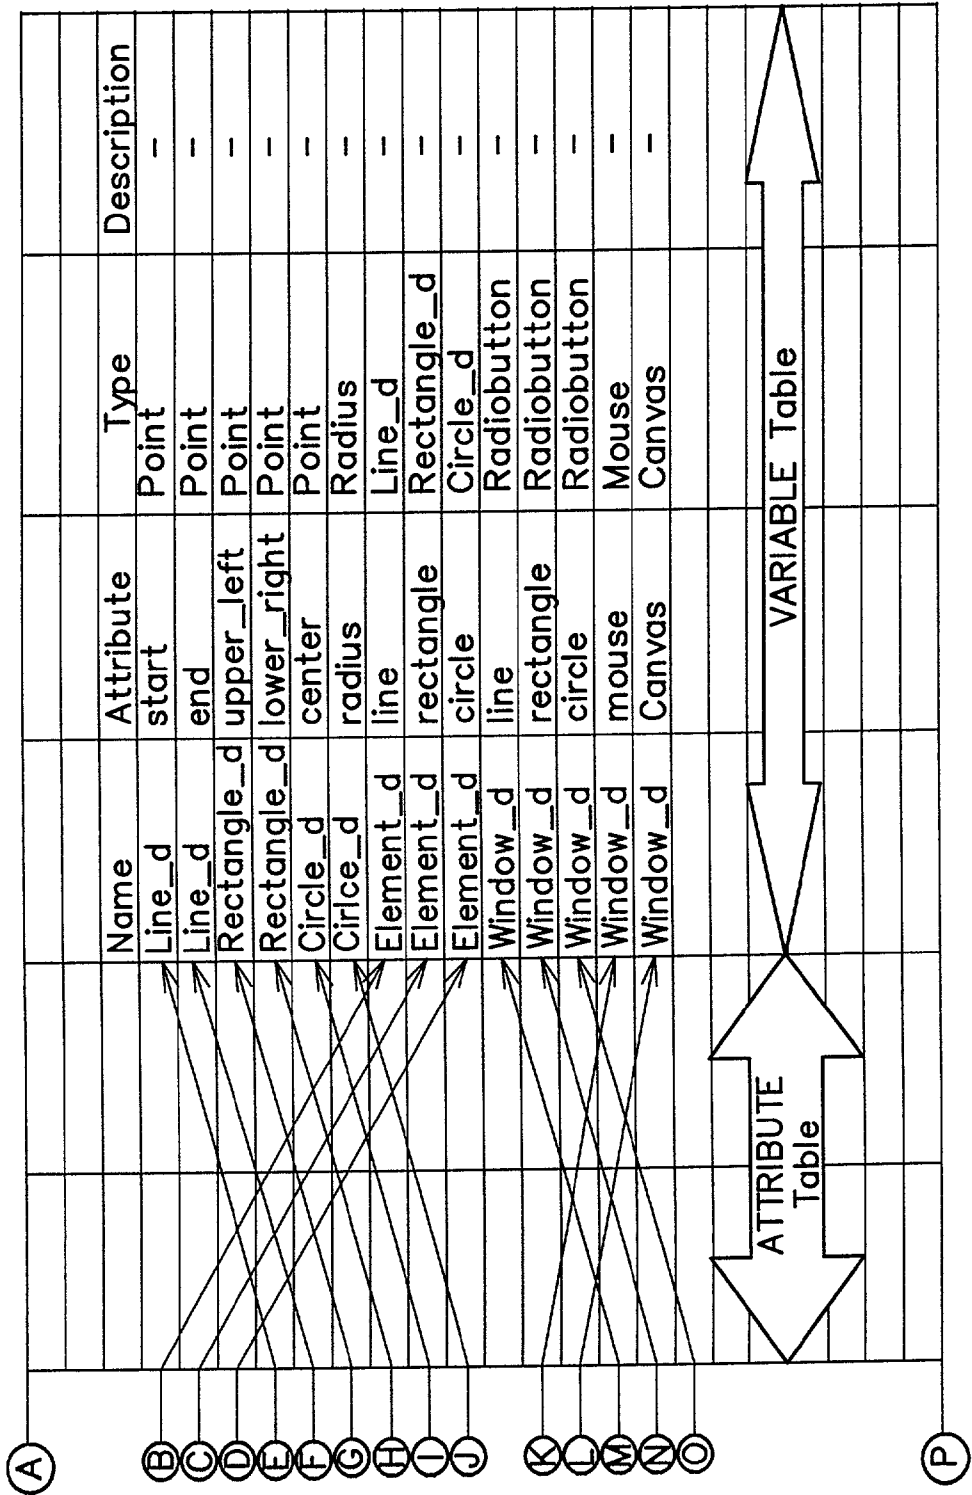 Name Attribute Type Description
Line_d start Point –
Line_d end Point –
Rectangle_d upper_left Point –
Rectangle_d lower_right Point –
Circle_d center Point –
Cirlce_d radius Radius –
Element_d line Line_d –
Element_d rectangle Rectangle_d –
Element_d circle Circle_d –
Window_d line Radiobutton –
Window_d rectangle Radiobutton –
Window_d circle Radiobutton –
Window_d mouse Mouse –
Window_d Canvas Canvas –
ATTRIBUTE
Table
VARIABLE Table
A
B
C
D
E
F
G
H
I
J
K
L
M
N
O
P